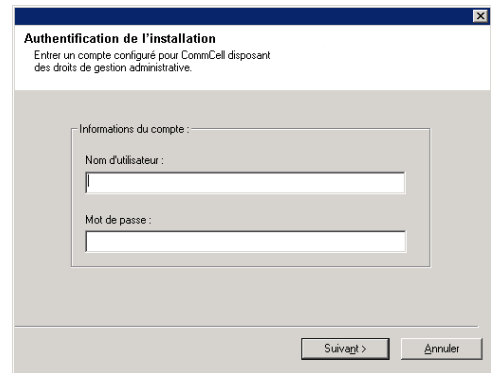 Authentification de l'installation
Entrer un compte configuré pour CommCell disposant
des droits de gestion administrative.
Informations du compte :
Nom d'utilisateur :
Mot de passe :
Suivant >
Annuler